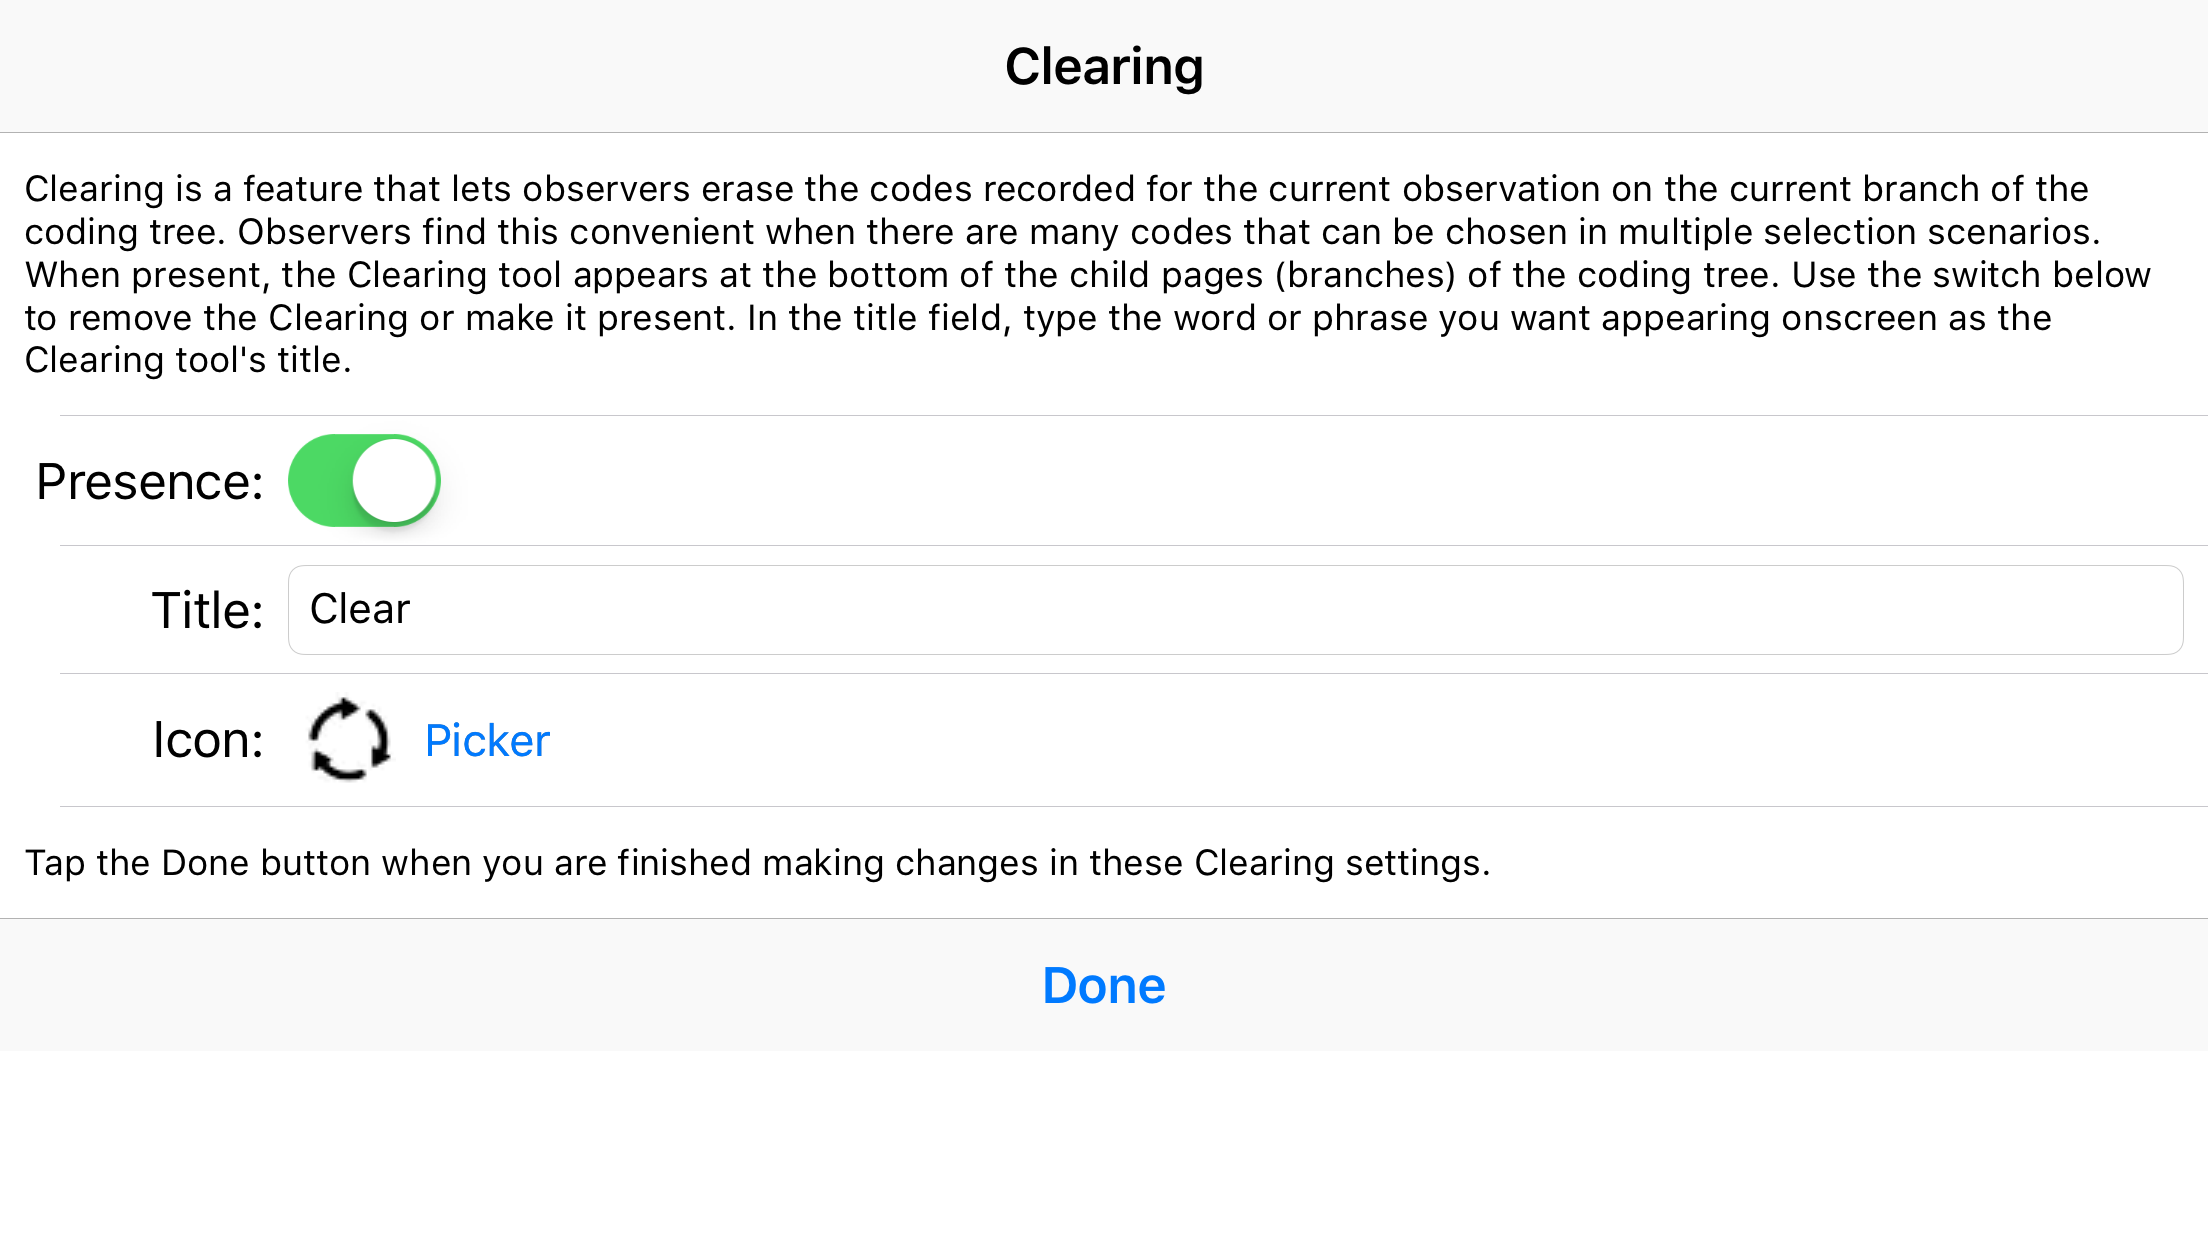 Clearing
Clearing is a feature that lets observers erase the codes recorded for the current observation on the current branch of the
coding tree. Observers find this convenient when there are many codes that can be chosen in multiple selection scenarios.
When present, the Clearing tool appears at the bottom of the child pages (branches) of the coding tree. Use the switch below
to remove the Clearing or make it present. In the title field, type the word or phrase you want appearing onscreen as the
Clearing tool's title.
Presence:
Title: Clear
Icon: Picker
Tap the Done button when you are finished making changes in these Clearing settings.
Done